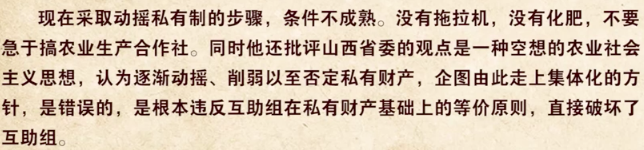 现在采取动摇私有制的步骤，条件不成熟。没有拖拉机，没有化肥，不要
急于搞农业生产合作社。同时他还批评山西省委的观点是一种空想的农业社会
主义思想，认为逐渐动摇、削弱以至否定私有财产，企图由此走上集体化的方
针，是错误的，是根本违反互助组在私有财产基础上的等价原则，直接破坏了
互助组。